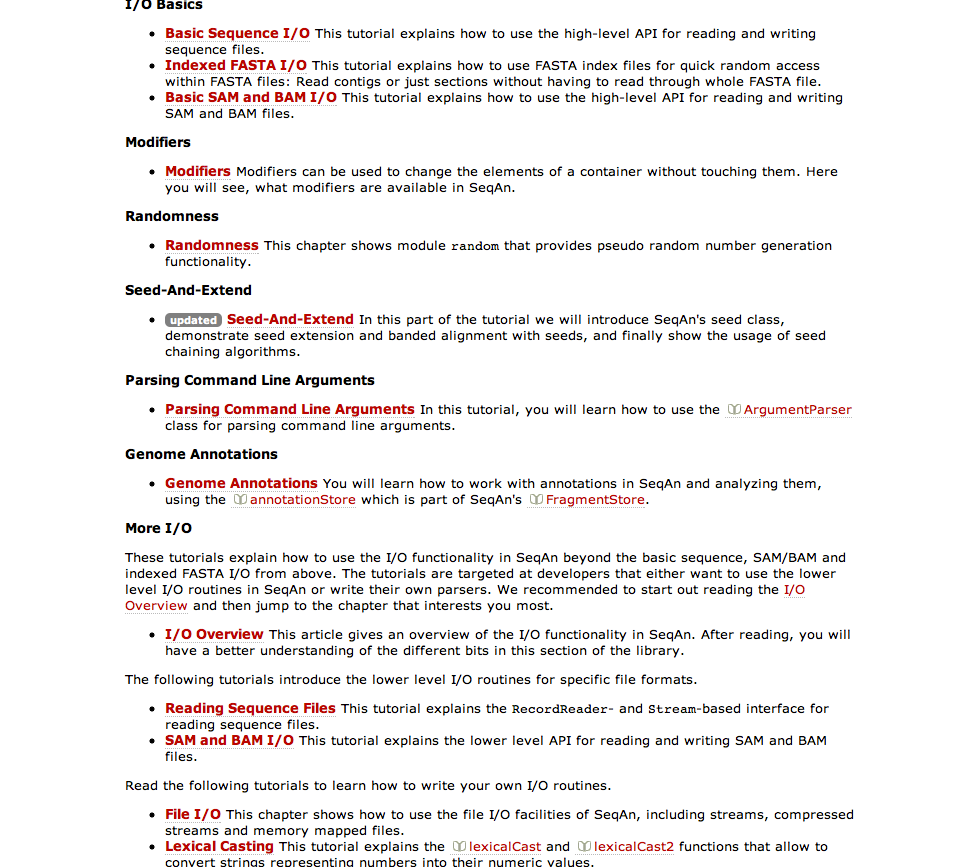 I/O Basics
Basic Sequence I/O This tutorial explains how to use the high-level API for reading and writing
sequence files.
Indexed FASTA I/O This tutorial explains how to use FASTA index files for quick random access
within FASTA files: Read contigs or just sections without having to read through whole FASTA file.
Basic SAM and BAM I/O This tutorial explains how to use the high-level API for reading and writing
SAM and BAM files.
Modifiers
Modifiers Modifiers can be used to change the elements of a container without touching them. Here
you will see, what modifiers are available in SeqAn.
Randomness
Randomness This chapter shows module random that provides pseudo random number generation
functionality.
Seed-And-Extend
updated Seed-And-Extend In this part of the tutorial we will introduce SeqAn's seed class,
demonstrate seed extension and banded alignment with seeds, and finally show the usage of seed
chaining algorithms.
Parsing Command Line Arguments
Parsing Command Line Arguments In this tutorial, you will learn how to use the ArgumentParser
class for parsing command line arguments.
Genome Annotations
Genome Annotations You will learn how to work with annotations in SeqAn and analyzing them,
using the annotationStore which is part of SeqAn's FragmentStore.
More I/O
These tutorials explain how to use the I/O functionality in SeqAn beyond the basic sequence, SAM/BAM and
indexed FASTA I/O from above. The tutorials are targeted at developers that either want to use the lower
level I/O routines in SeqAn or write their own parsers. We recommended to start out reading the I/O
Overview and then jump to the chapter that interests you most.
I/O Overview This article gives an overview of the I/O functionality in SeqAn. After reading, you will
have a better understanding of the different bits in this section of the library.
The following tutorials introduce the lower level I/O routines for specific file formats.
Reading Sequence Files This tutorial explains the RecordReader- and Stream-based interface for
reading sequence files.
SAM and BAM I/O This tutorial explains the lower level API for reading and writing SAM and BAM
files.
Read the following tutorials to learn how to write your own I/O routines.
File I/O This chapter shows how to use the file I/O facilities of SeqAn, including streams, compressed
streams and memory mapped files.
Lexical Casting This tutorial explains the lexicalCast and lexicalCast2 functions that allow to
convert strings representing numbers into their numeric values.